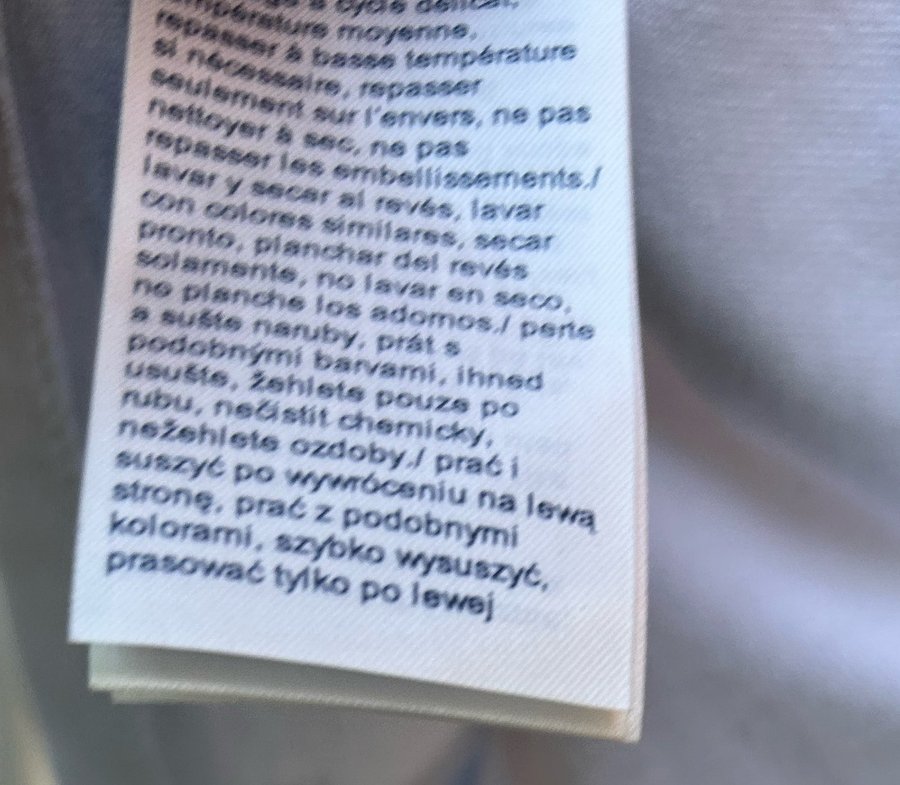 à cycle délicat,
température moyenne,
repasser à basse température
si nécessaire, repasser
seulement sur l'envers, ne pas
nettoyer à sec, ne pas
repasser les embellissements./
lavar y secar al revés, lavar
con colores similares, secar
pronto, planchar del revés
solamente, no lavar en seco,
no planche los adornos./ perte
a sušte naruby, prát s
podobnými barvami, ihned
usušte, žehlete pouze po
rubu, nečistit chemicky,
nežehlete ozdoby./ prać i
suszyć po wywróceniu na lewą
stronę, prać z podobnymi
kolorami, szybko wysuszyć,
prasować tylko po lewej